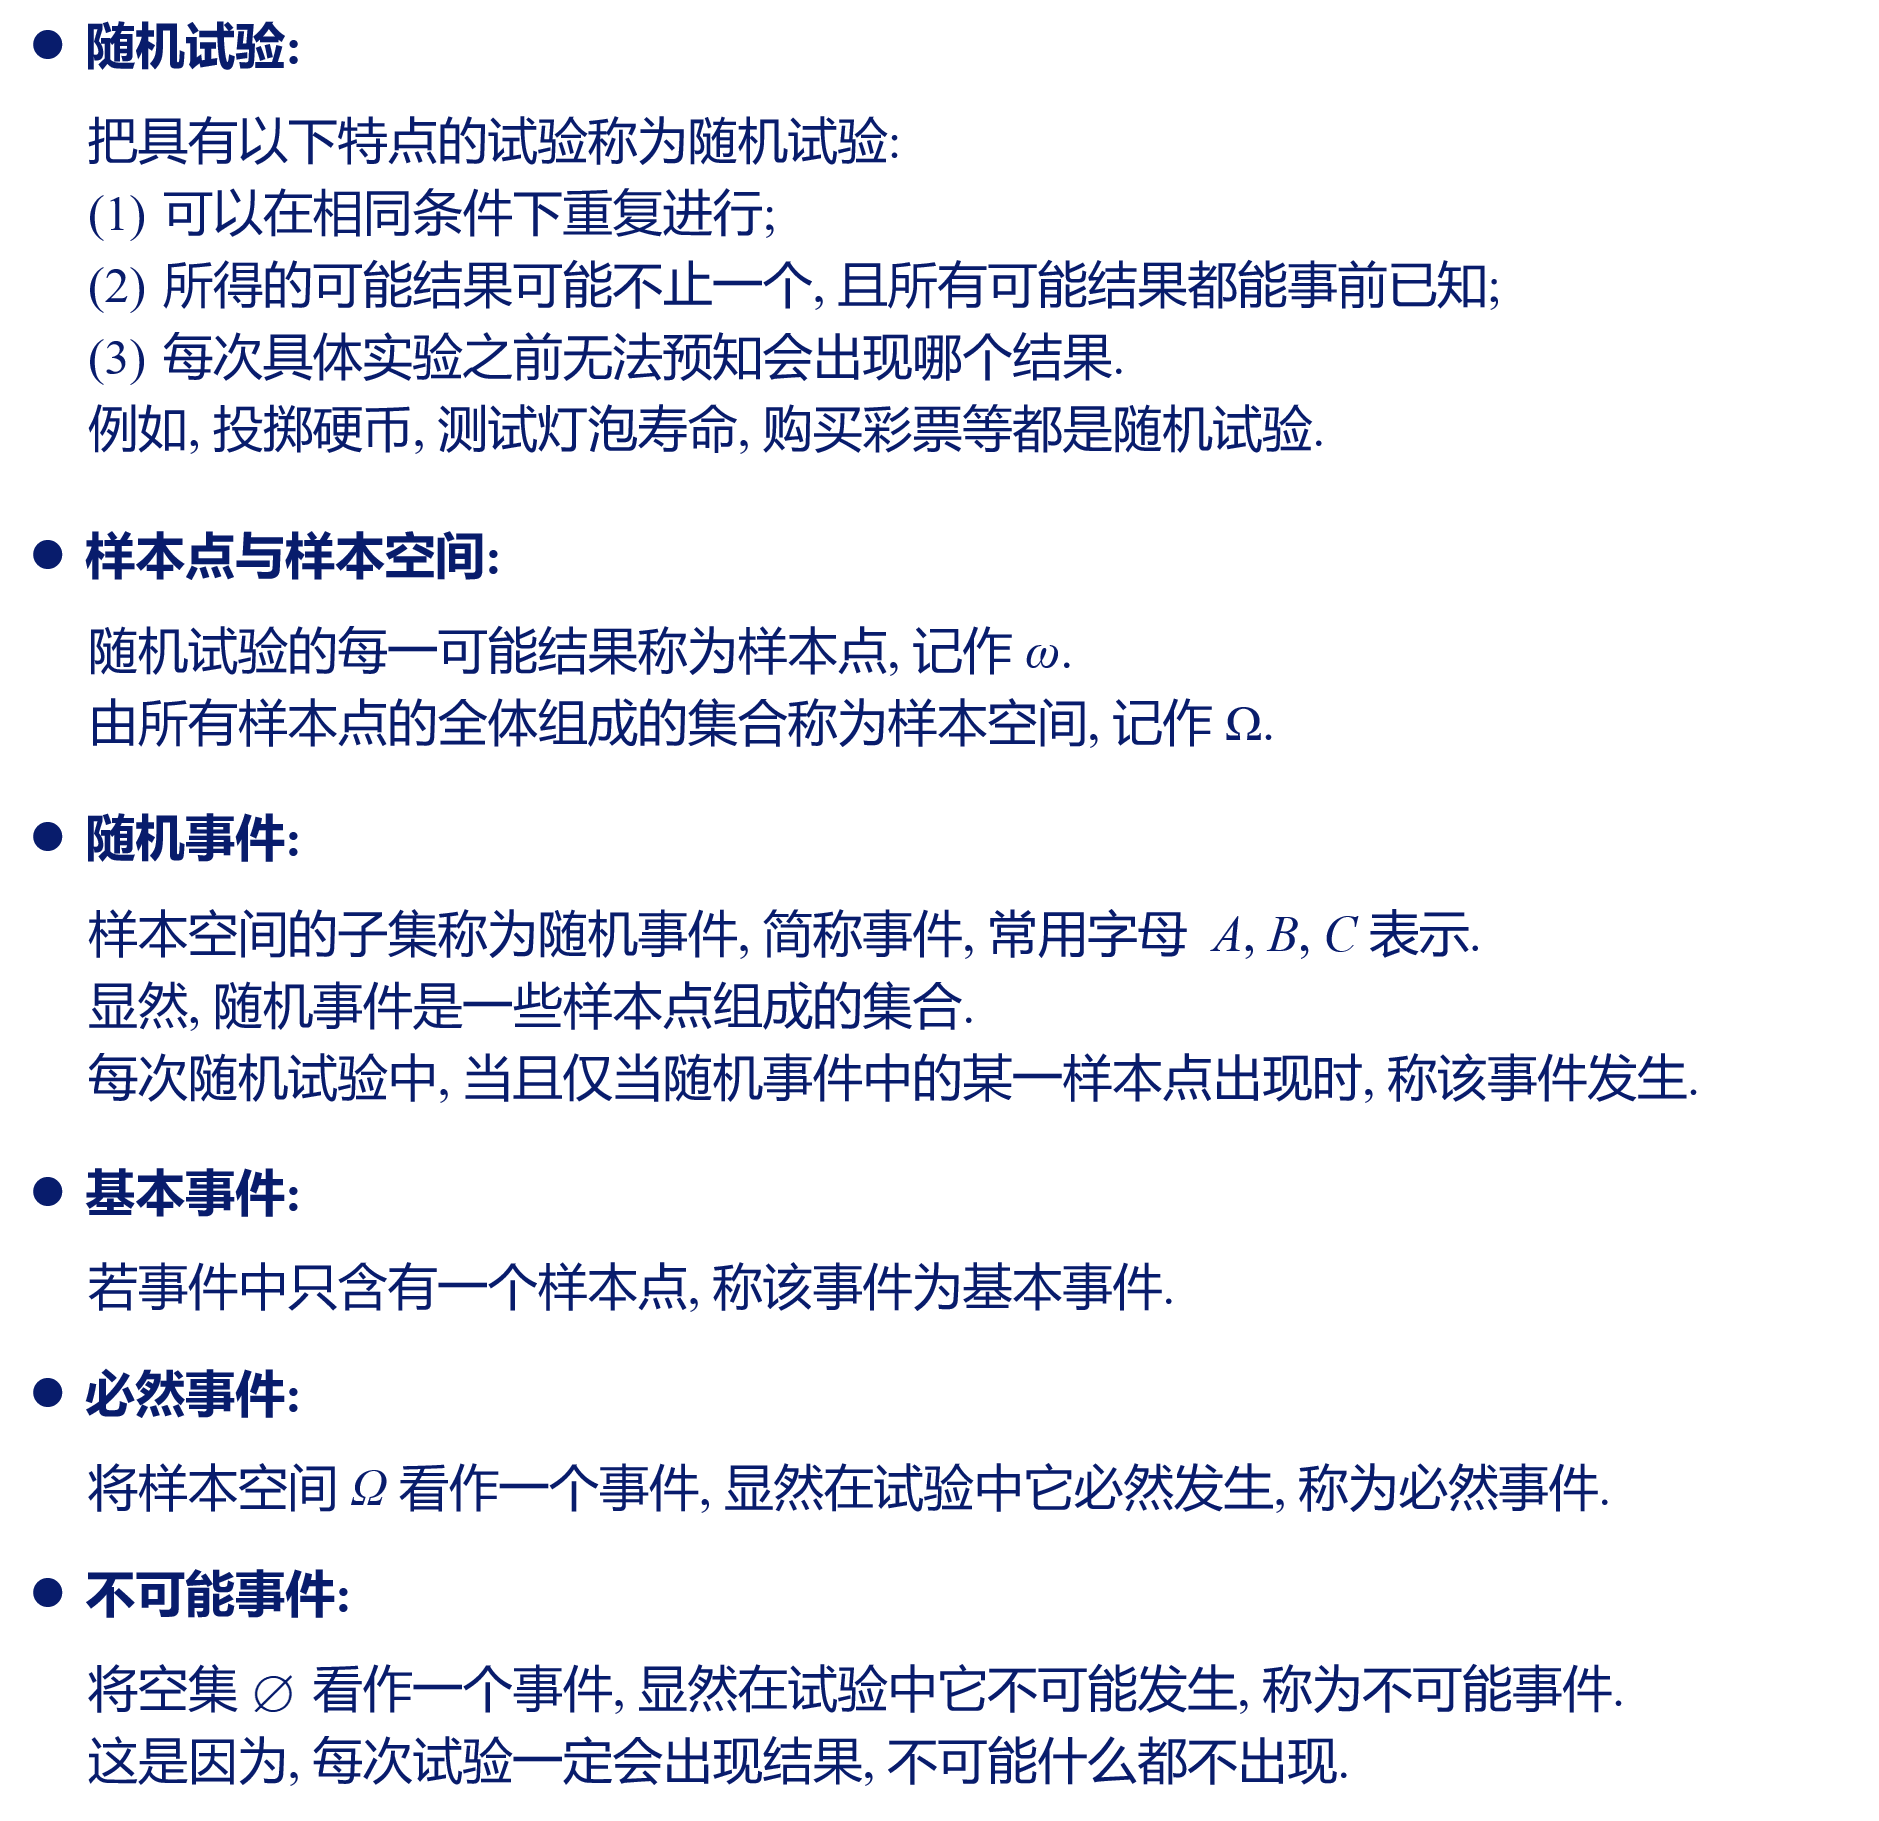 ● 随机试验:
把具有以下特点的试验称为随机试验:
(1) 可以在相同条件下重复进行;
(2) 所得的可能结果可能不止一个, 且所有可能结果都能事前已知;
(3) 每次具体实验之前无法预知会出现哪个结果.
例如, 投掷硬币, 测试灯泡寿命, 购买彩票等都是随机试验.
● 样本点与样本空间:
随机试验的每一可能结果称为样本点, 记作 ω.
由所有样本点的全体组成的集合称为样本空间, 记作 Ω.
● 随机事件:
样本空间的子集称为随机事件, 简称事件, 常用字母 A, B, C 表示.
显然, 随机事件是一些样本点组成的集合.
每次随机试验中, 当且仅当随机事件中的某一样本点出现时, 称该事件发生.
● 基本事件:
若事件中只含有一个样本点, 称该事件为基本事件.
● 必然事件:
将样本空间 Ω 看作一个事件, 显然在试验中它必然发生, 称为必然事件.
● 不可能事件:
将空集 ∅ 看作一个事件, 显然在试验中它不可能发生, 称为不可能事件.
这是因为, 每次试验一定会出现结果, 不可能什么都不出现.